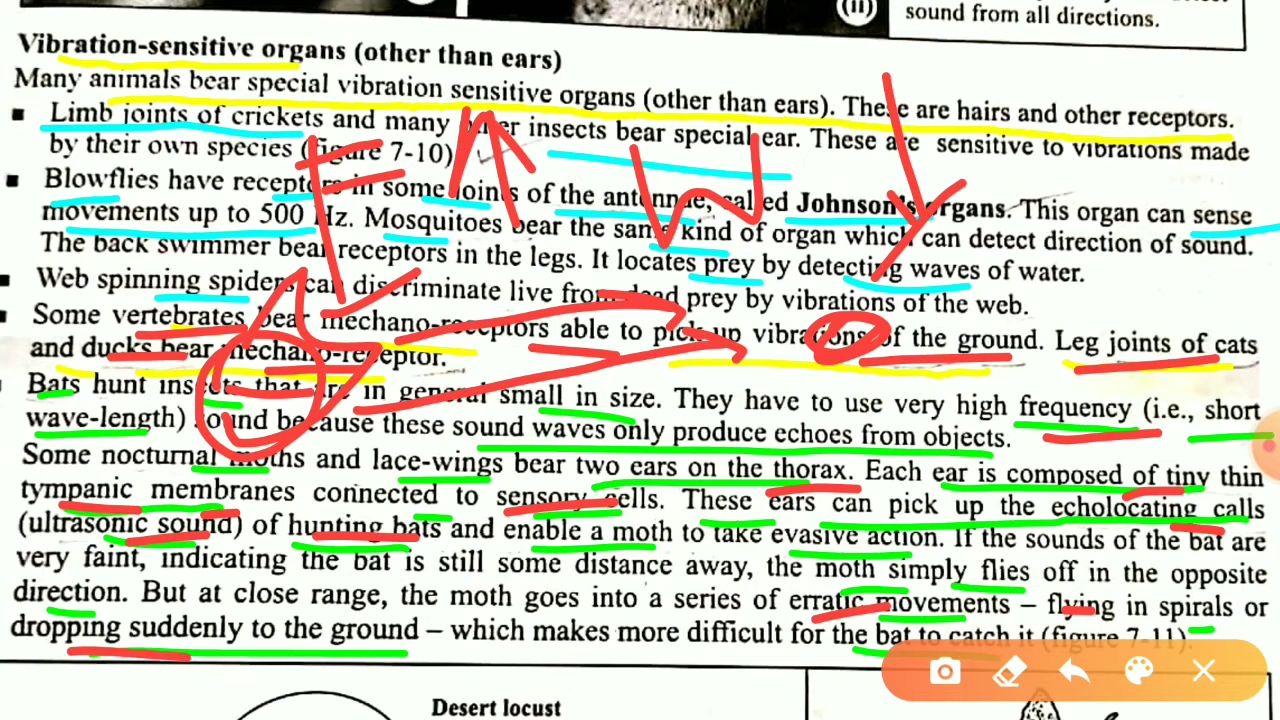 (II)
sound from all directions.
Vibration-sensitive organs (other than ears)
Many animals bear special vibration sensitive organs (other than ears). These are hairs and other receptors.
▪ Limb joints of crickets and many other insects bear special ear. These are sensitive to vibrations made
by their own species (figure 7-10).
▪ Blowflies have receptors in some joints of the antennae, called Johnson's organs. This organ can sense
movements up to 500 Hz. Mosquitoes bear the same kind of organ which can detect direction of sound.
The back swimmer bear receptors in the legs. It locates prey by detecting waves of water.
▪ Web spinning spiders can discriminate live from dead prey by vibrations of the web.
▪ Some vertebrates bear mechano-receptors able to pick up vibrations of the ground. Leg joints of cats
and ducks bear mechano-receptor.
Bats hunt insects that are in general small in size. They have to use very high frequency (i.e., short
wave-length) sound because these sound waves only produce echoes from objects.
Some nocturnal moths and lace-wings bear two ears on the thorax. Each ear is composed of tiny thin
tympanic membranes connected to sensory cells. These ears can pick up the echolocating calls
(ultrasonic sound) of hunting bats and enable a moth to take evasive action. If the sounds of the bat are
very faint, indicating the bat is still some distance away, the moth simply flies off in the opposite
direction. But at close range, the moth goes into a series of erratic movements – flying in spirals or
dropping suddenly to the ground – which makes more difficult for the bat to catch it (figure 7-11).
Desert locust